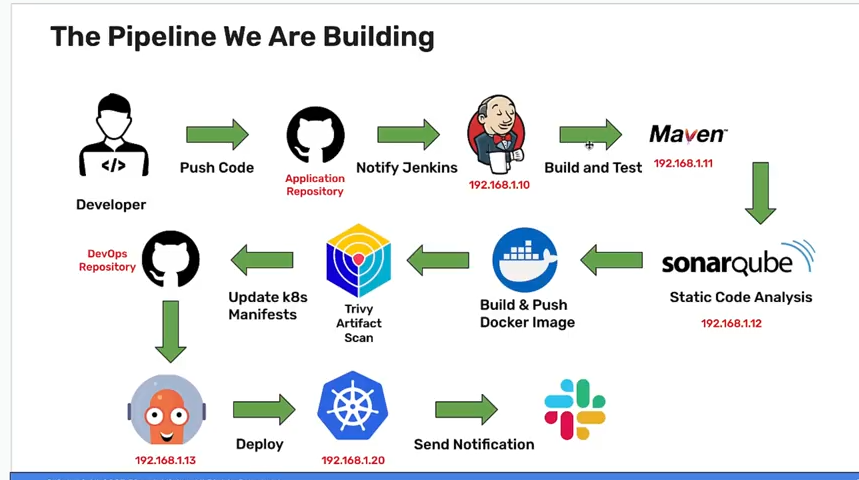 The Pipeline We Are Building
</>
Developer
Push Code
Application
Repository
Notify Jenkins
192.168.1.10
Build and Test
Maven™
192.168.1.11
DevOps
Repository
Update k8s
Manifests
Trivy
Artifact
Scan
Build & Push
Docker Image
sonarqube
Static Code Analysis
192.168.1.12
192.168.1.13
Deploy
192.168.1.20
Send Notification